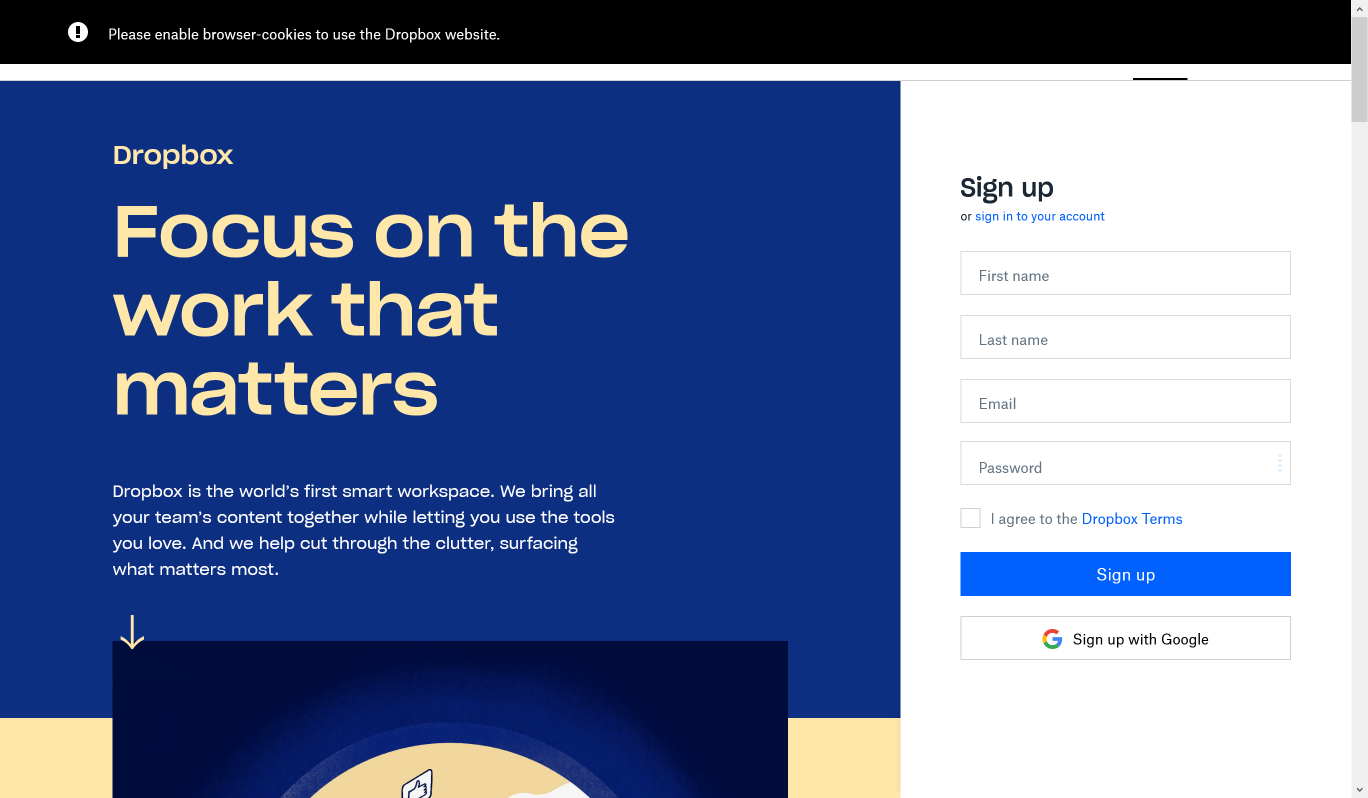 Please enable browser-cookies to use the Dropbox website.
Dropbox
Focus on the
work that
matters
Dropbox is the world’s first smart workspace. We bring all
your team’s content together while letting you use the tools
you love. And we help cut through the clutter, surfacing
what matters most.
Sign up
or sign in to your account
First name
Last name
Email
Password
I agree to the Dropbox Terms
Sign up
Sign up with Google